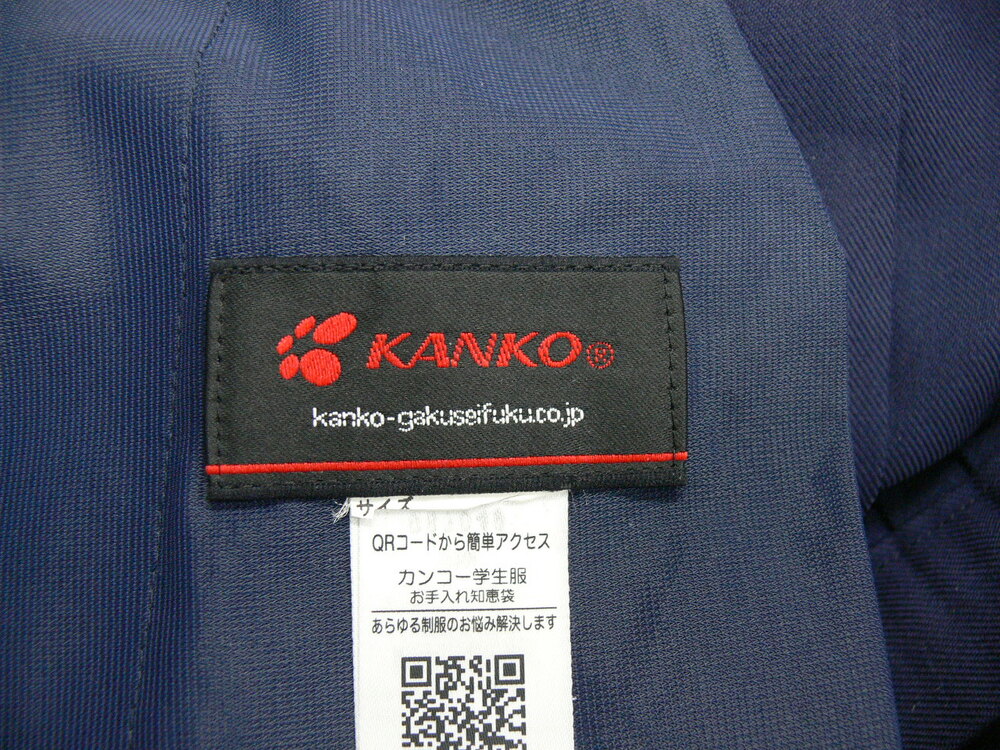 KANKO®
kanko-gakuseifuku.co.jp
サイズ
QRコードから簡単アクセス
カンコー学生服
お手入れ知恵袋
あらゆる制服のお悩み解決します